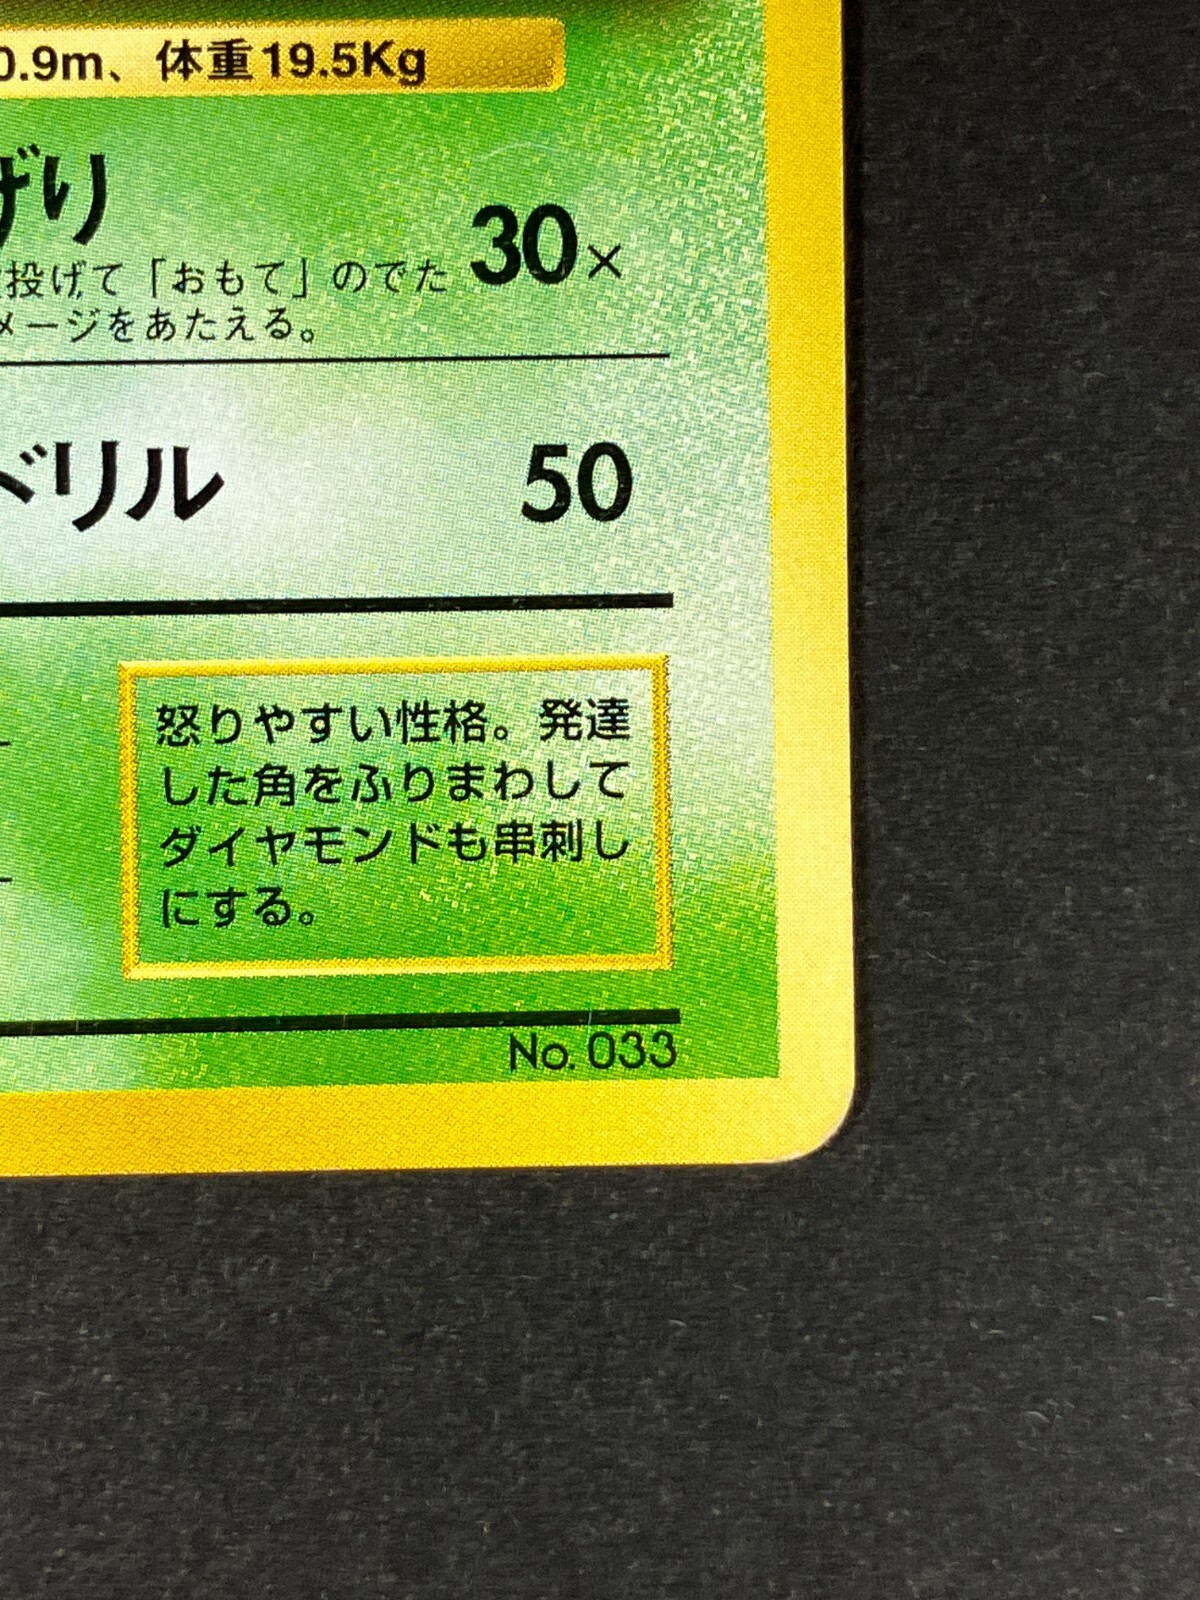 0.9m、体重19.5Kg
げり
30×
投げて「おもて」のでた
メージをあたえる。
ドリル
50
怒りやすい性格。発達
した角をふりまわして
ダイヤモンドも串刺し
にする。
No. 033